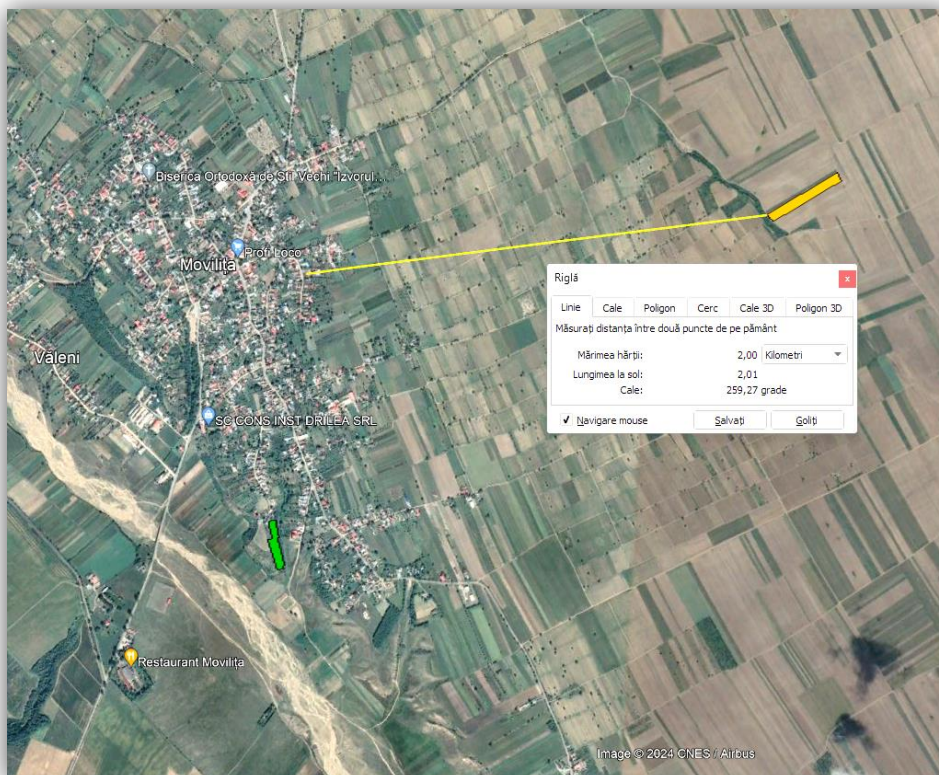 Biserica Ortodoxă de Stil Vechi "Izvorul...
Profi Loco
Movilița
Văleni
SC CONS INST DRILEA SRL
Restaurant Movilița
Riglă
x
Linie Cale Poligon Cerc Cale 3D Poligon 3D
Măsurați distanța între două puncte de pe pământ
Mărimea hărții: 2,00 Kilometri
Lungimea la sol: 2,01
Cale: 259,27 grade
Navigare mouse Salvați Goliți
Image © 2024 CNES / Airbus